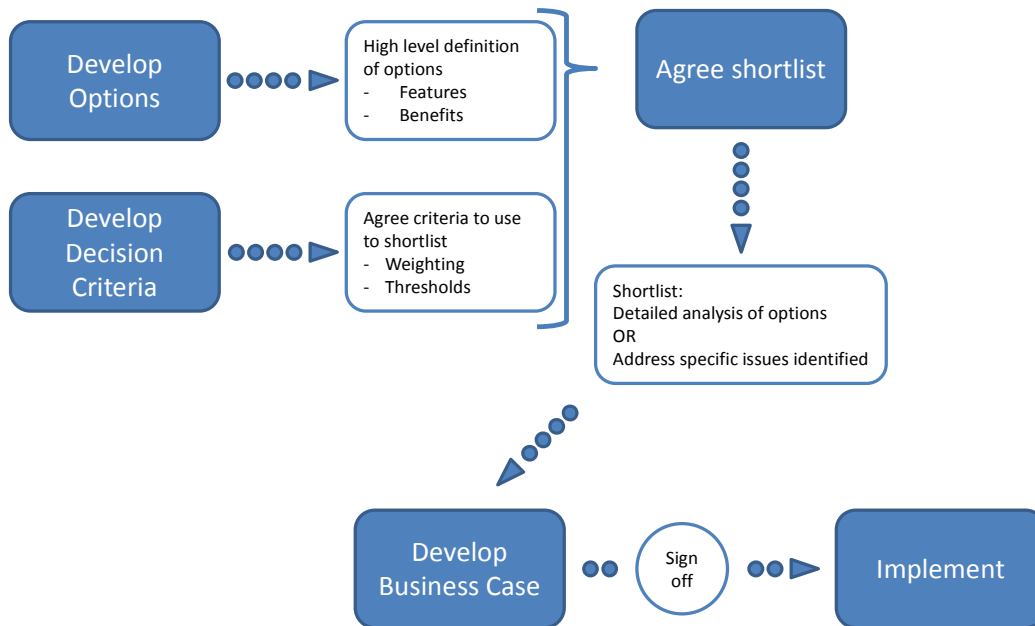 Develop
Options
High level definition
of options
- Features
- Benefits
Agree shortlist
Develop
Decision
Criteria
Agree criteria to use
to shortlist
- Weighting
- Thresholds
Shortlist:
Detailed analysis of options
OR
Address specific issues identified
Develop
Business Case
Sign
off
Implement